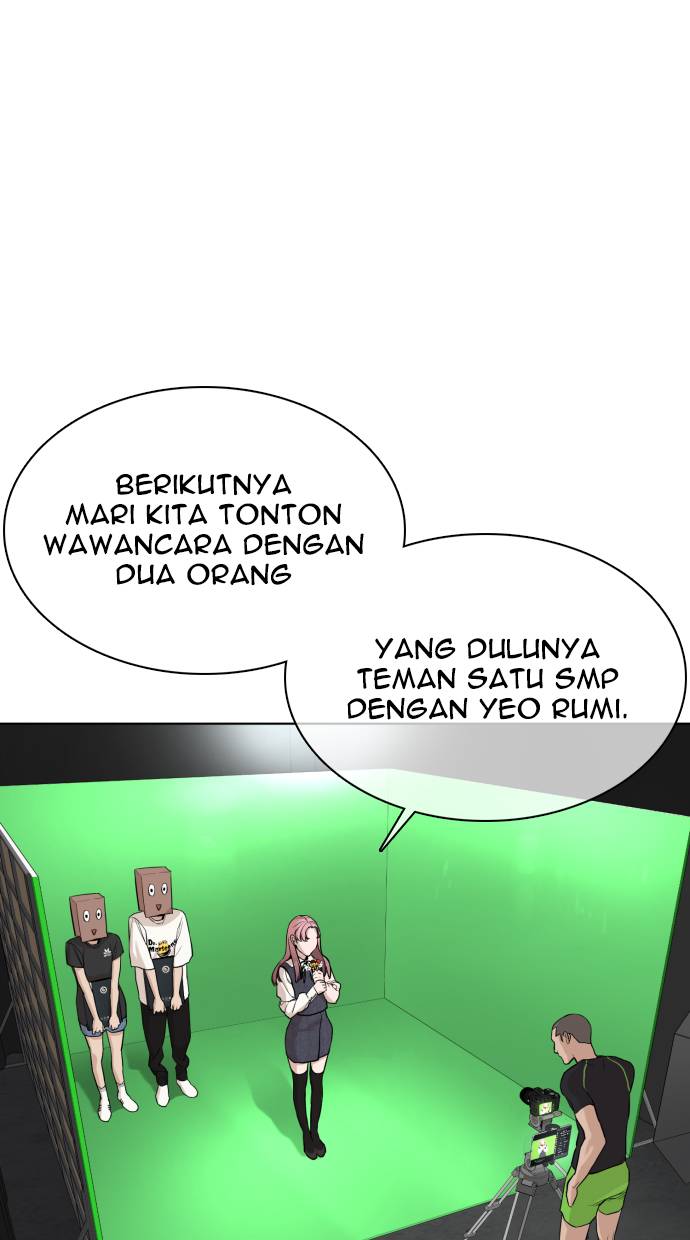 BERIKUTNYA
MARI KITA TONTON
WAWANCARA DENGAN
DUA ORANG
YANG DULUNYA
TEMAN SATU SMP
DENGAN YEO RUMI.